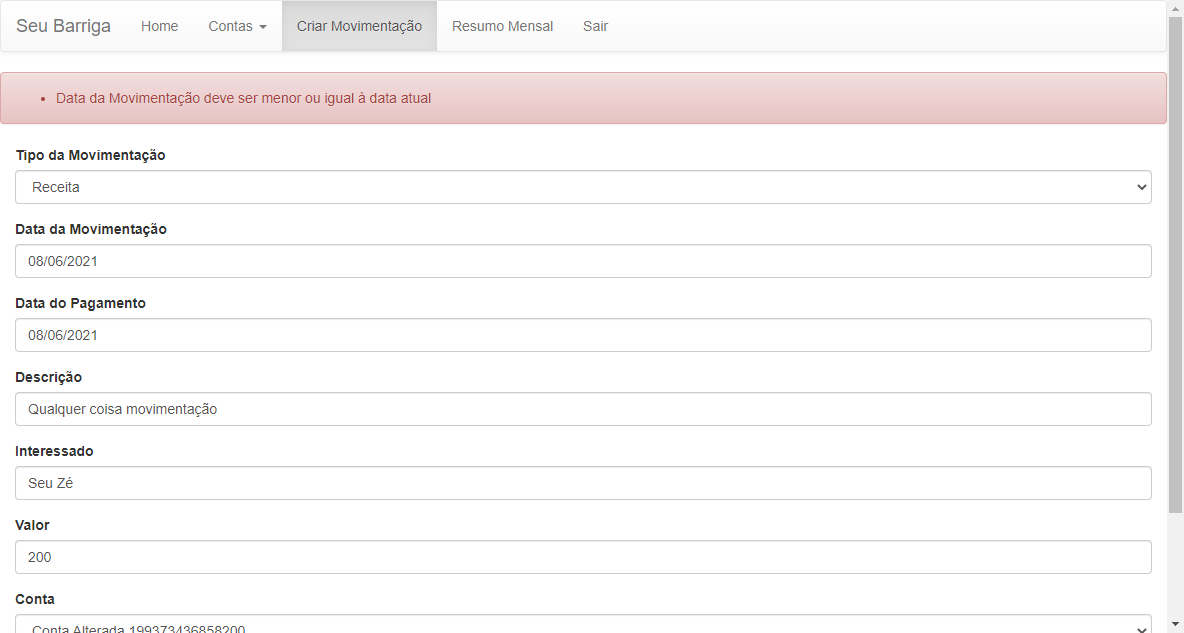 Seu Barriga Home Contas Criar Movimentação Resumo Mensal Sair
Data da Movimentação deve ser menor ou igual à data atual
Tipo da Movimentação
Receita
Data da Movimentação
08/06/2021
Data do Pagamento
08/06/2021
Descrição
Qualquer coisa movimentação
Interessado
Seu Zé
Valor
200
Conta
Conta Alterada 199373436858200